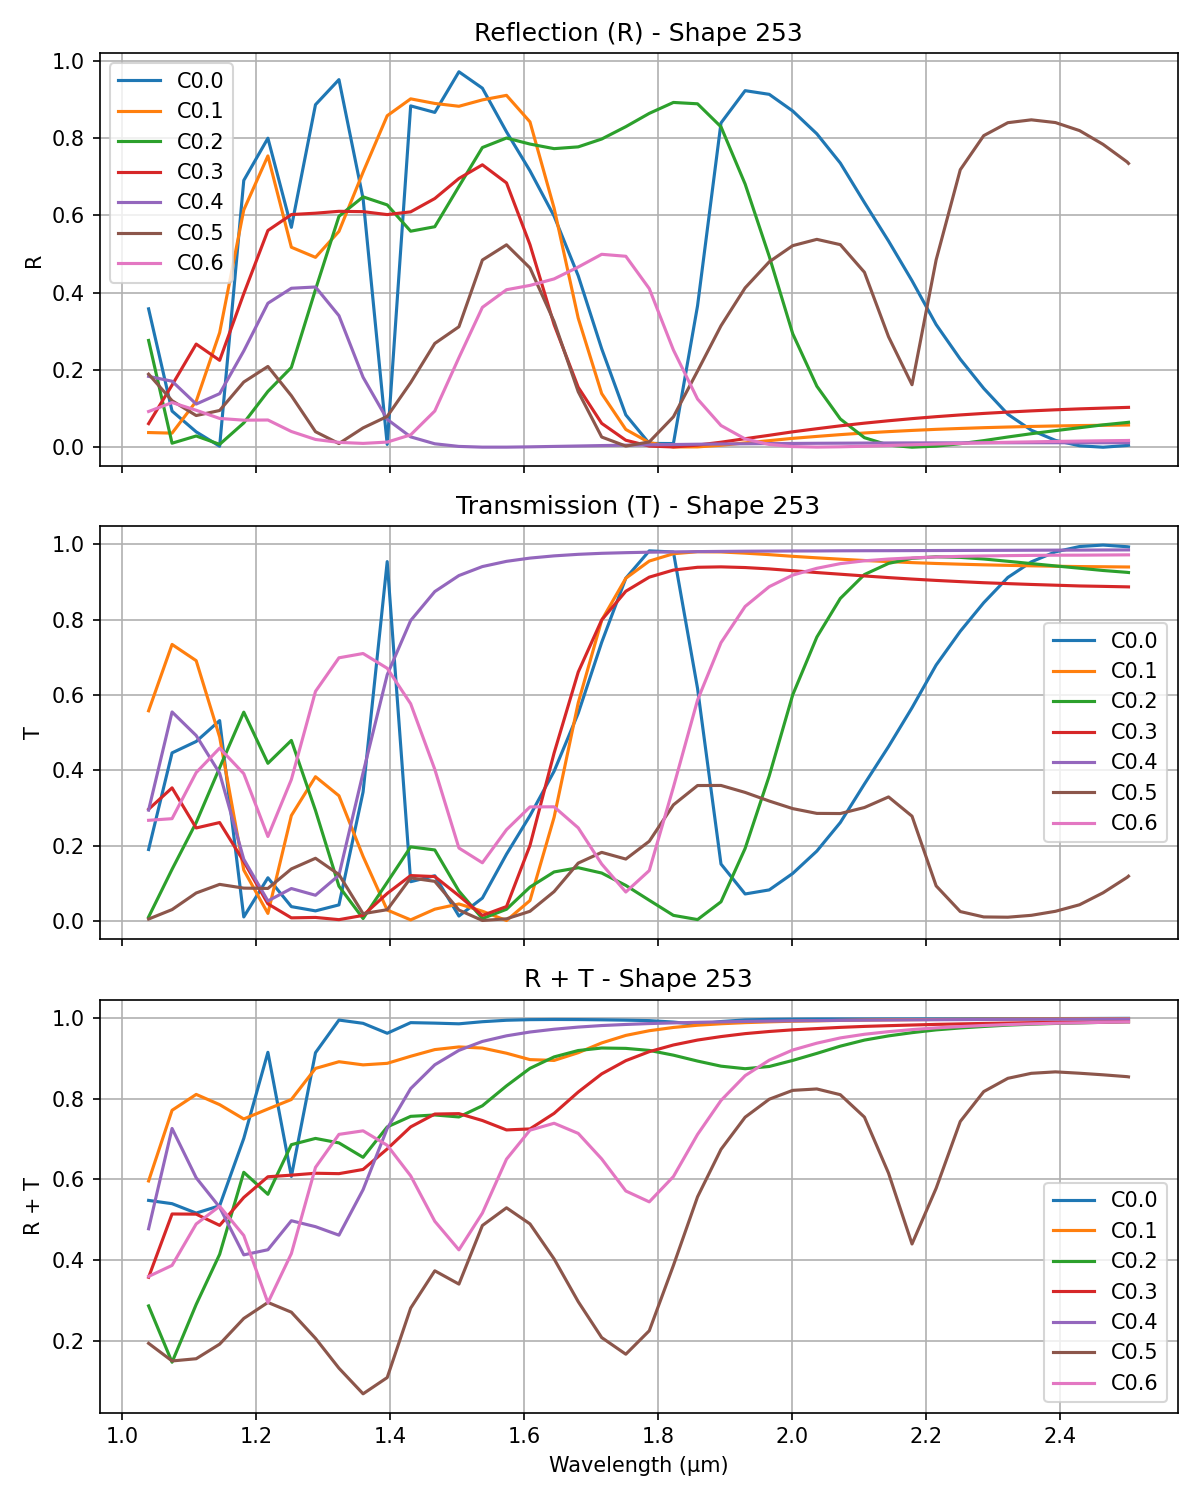 Reflection (R) - Shape 253
1.0
0.8
0.6
0.4
0.2
0.0
R
C0.0
C0.1
C0.2
C0.3
C0.4
C0.5
C0.6
Transmission (T) - Shape 253
1.0
0.8
0.6
0.4
0.2
0.0
T
C0.0
C0.1
C0.2
C0.3
C0.4
C0.5
C0.6
R + T - Shape 253
1.0
0.8
0.6
0.4
0.2
R + T
C0.0
C0.1
C0.2
C0.3
C0.4
C0.5
C0.6
1.0 1.2 1.4 1.6 1.8 2.0 2.2 2.4
Wavelength (μm)